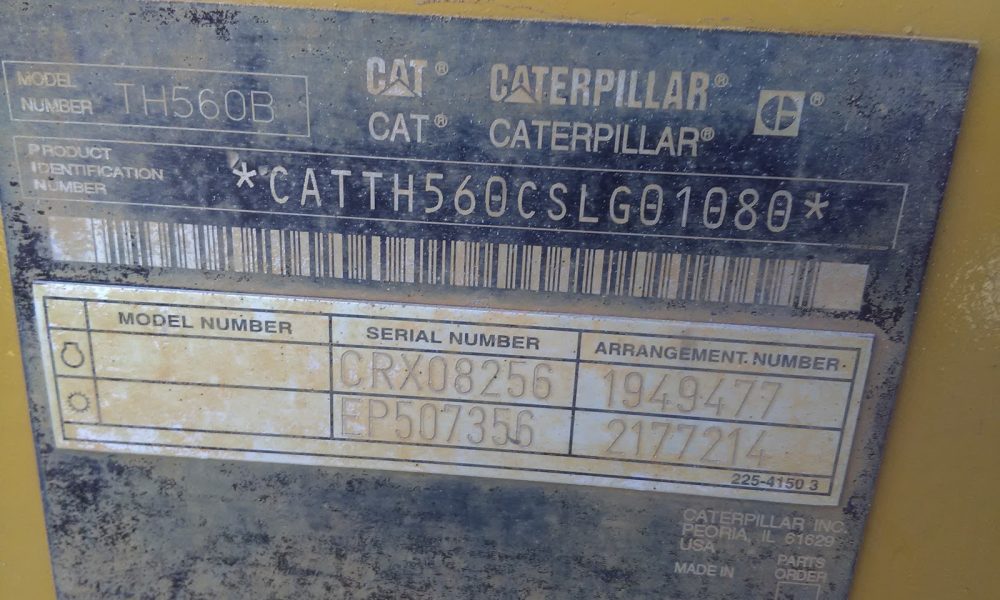 MODEL NUMBER TH560B
CAT® CATERPILLAR® ®
CAT® CATERPILLAR®
PRODUCT IDENTIFICATION NUMBER *CATTH560CSLG01080*
MODEL NUMBER SERIAL NUMBER ARRANGEMENT NUMBER
CRX08256 1949477
EP507356 2177214
225-4150 3
CATERPILLAR INC.
PEORIA, IL 61629
USA
MADE IN
PARTS
ORDER